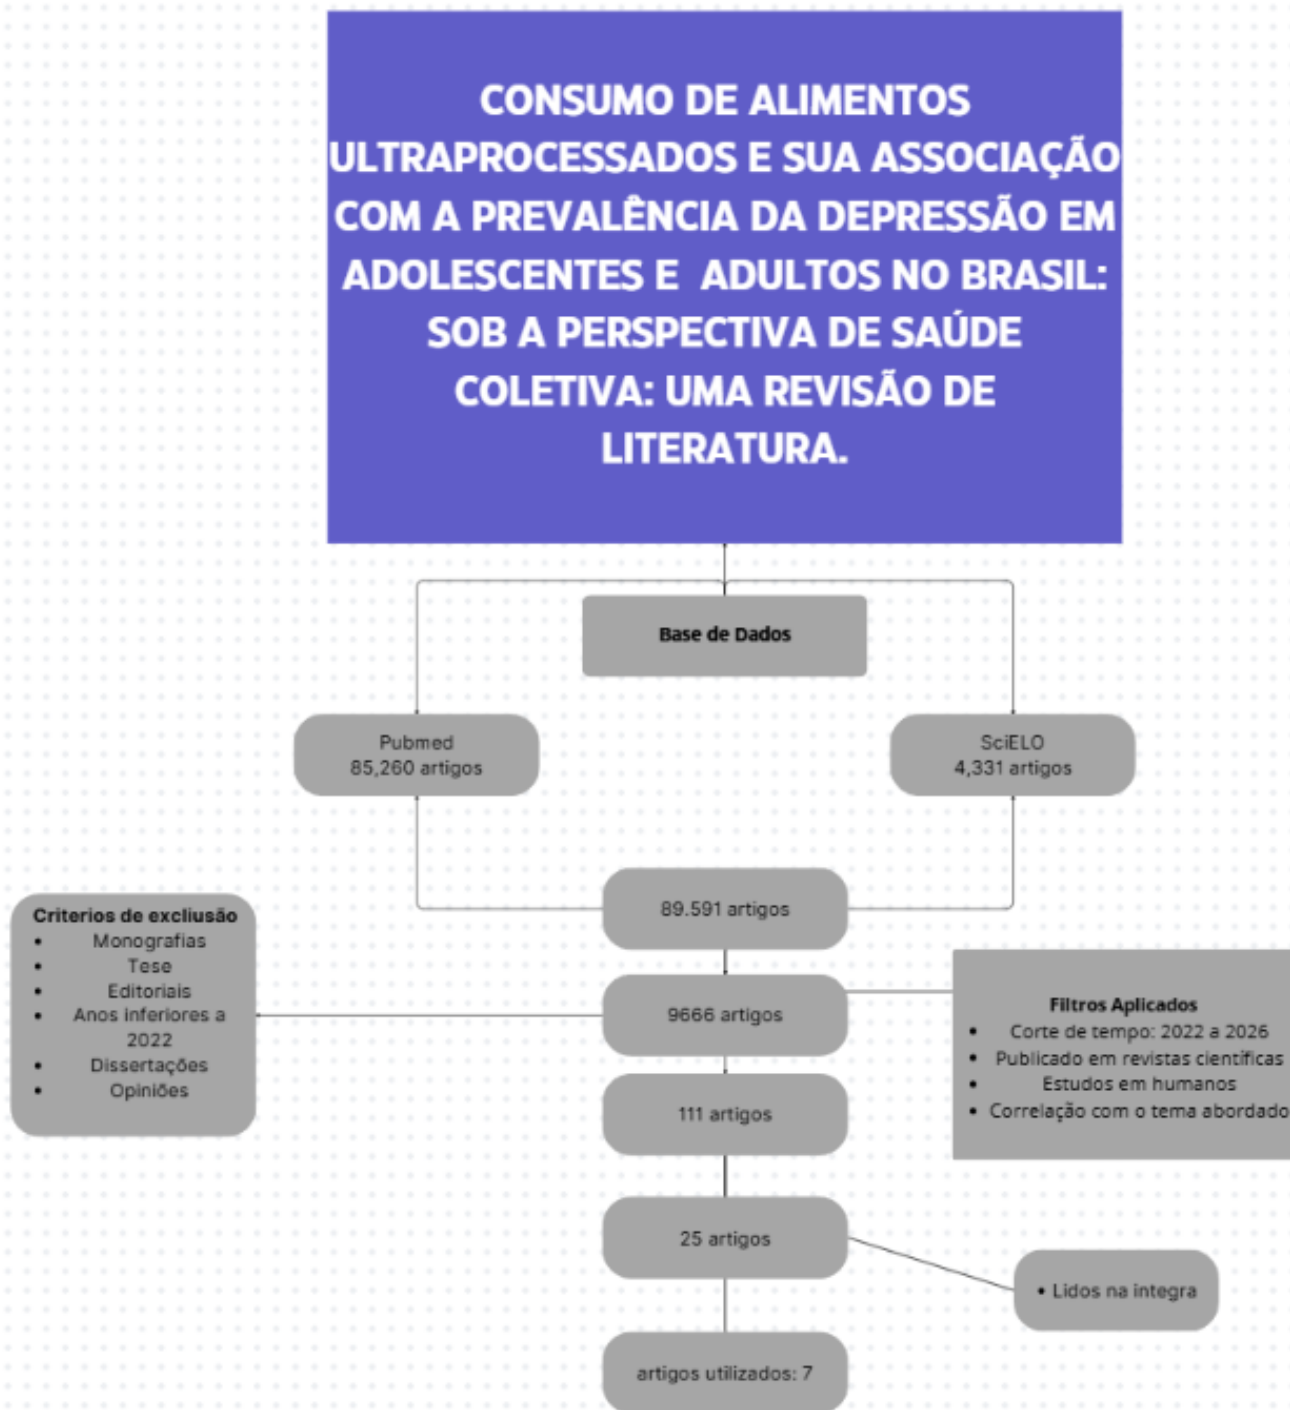 CONSUMO DE ALIMENTOS
ULTRAPROCESSADOS E SUA ASSOCIAÇÃO
COM A PREVALÊNCIA DA DEPRESSÃO EM
ADOLESCENTES E  ADULTOS NO BRASIL:
SOB A PERSPECTIVA DE SAÚDE
COLETIVA: UMA REVISÃO DE
LITERATURA.
Base de Dados
Pubmed
85,260 artigos
SciELO
4,331 artigos
89.591 artigos
Criterios de excliusão
• Monografias
• Tese
• Editoriais
• Anos inferiores a
2022
• Dissertações
• Opiniões
9666 artigos
Filtros Aplicados
• Corte de tempo: 2022 a 2026
• Publicado em revistas científicas
• Estudos em humanos
• Correlação com o tema abordado
111 artigos
25 artigos
• Lidos na integra
artigos utilizados: 7